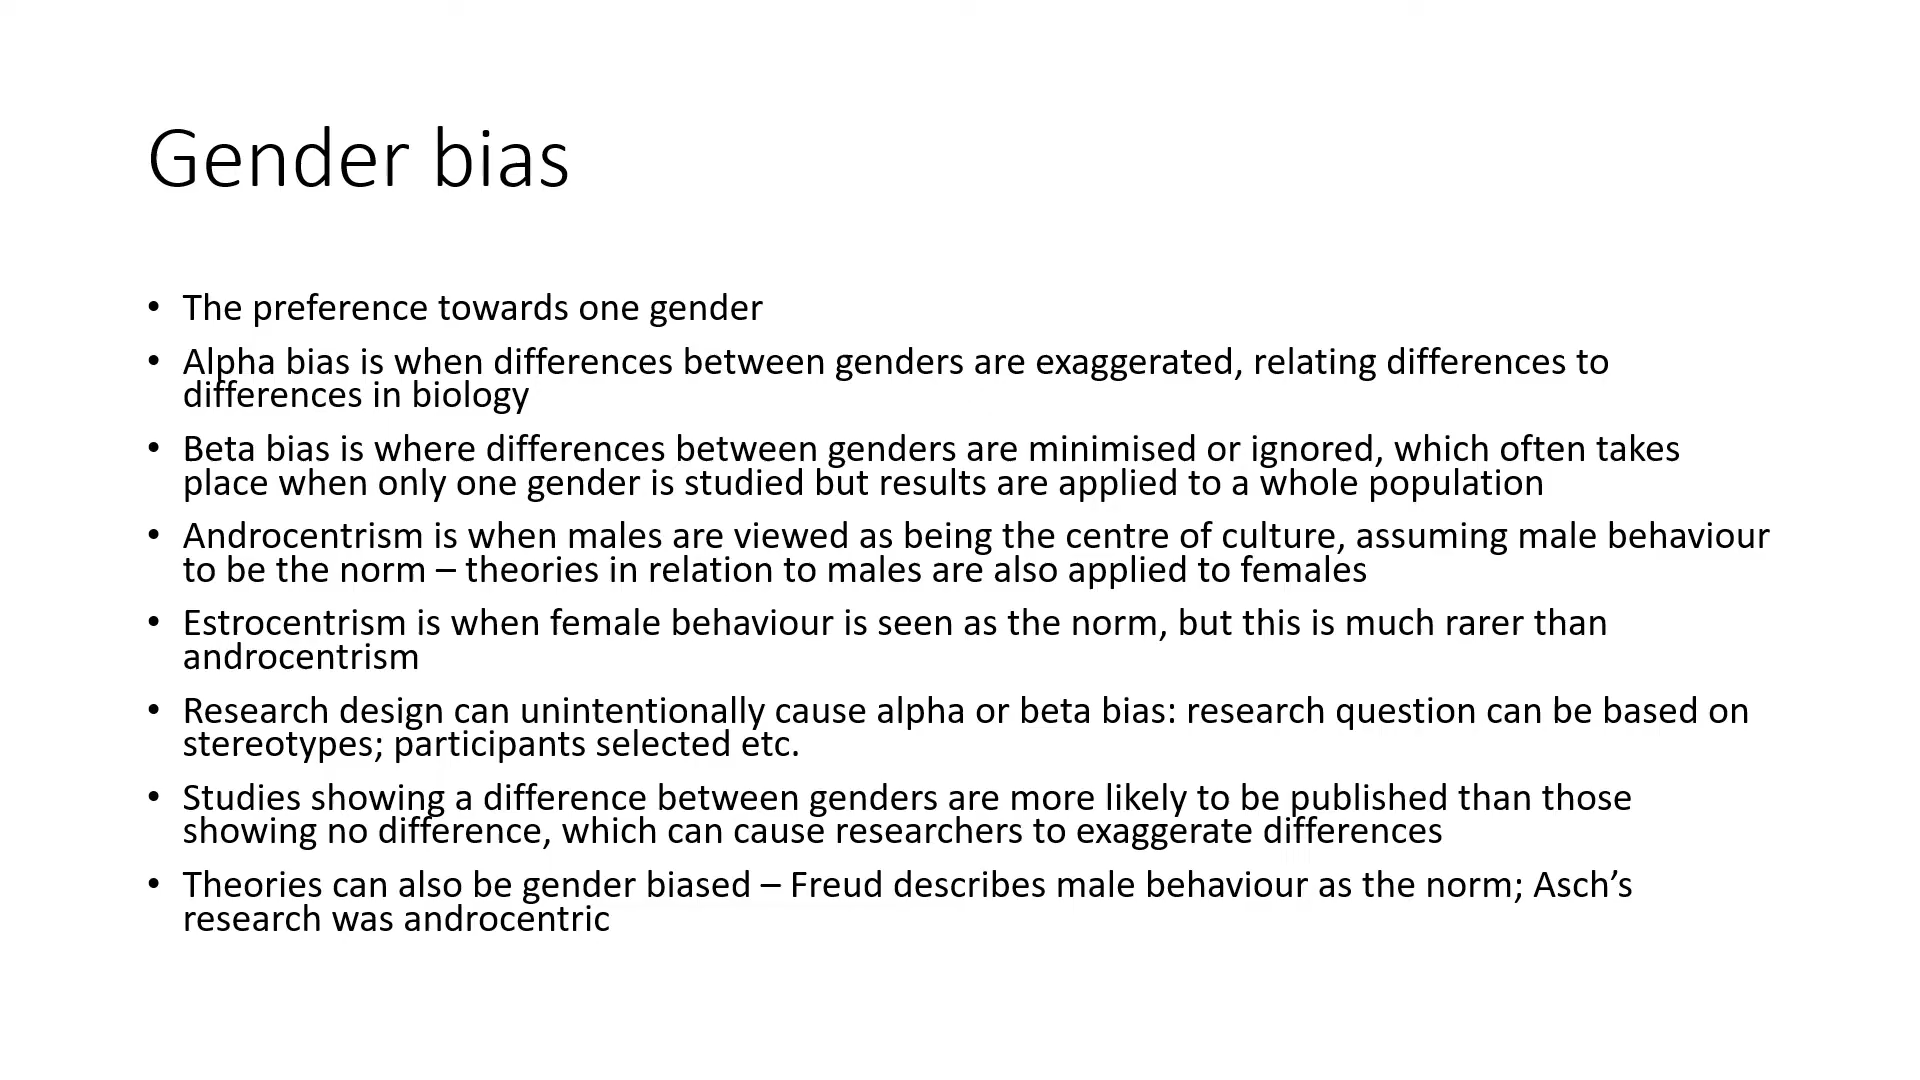 Gender bias
• The preference towards one gender
• Alpha bias is when differences between genders are exaggerated, relating differences to
differences in biology
• Beta bias is where differences between genders are minimised or ignored, which often takes
place when only one gender is studied but results are applied to a whole population
• Androcentrism is when males are viewed as being the centre of culture, assuming male behaviour
to be the norm – theories in relation to males are also applied to females
• Estrocentrism is when female behaviour is seen as the norm, but this is much rarer than
androcentrism
• Research design can unintentionally cause alpha or beta bias: research question can be based on
stereotypes; participants selected etc.
• Studies showing a difference between genders are more likely to be published than those
showing no difference, which can cause researchers to exaggerate differences
• Theories can also be gender biased – Freud describes male behaviour as the norm; Asch’s
research was androcentric